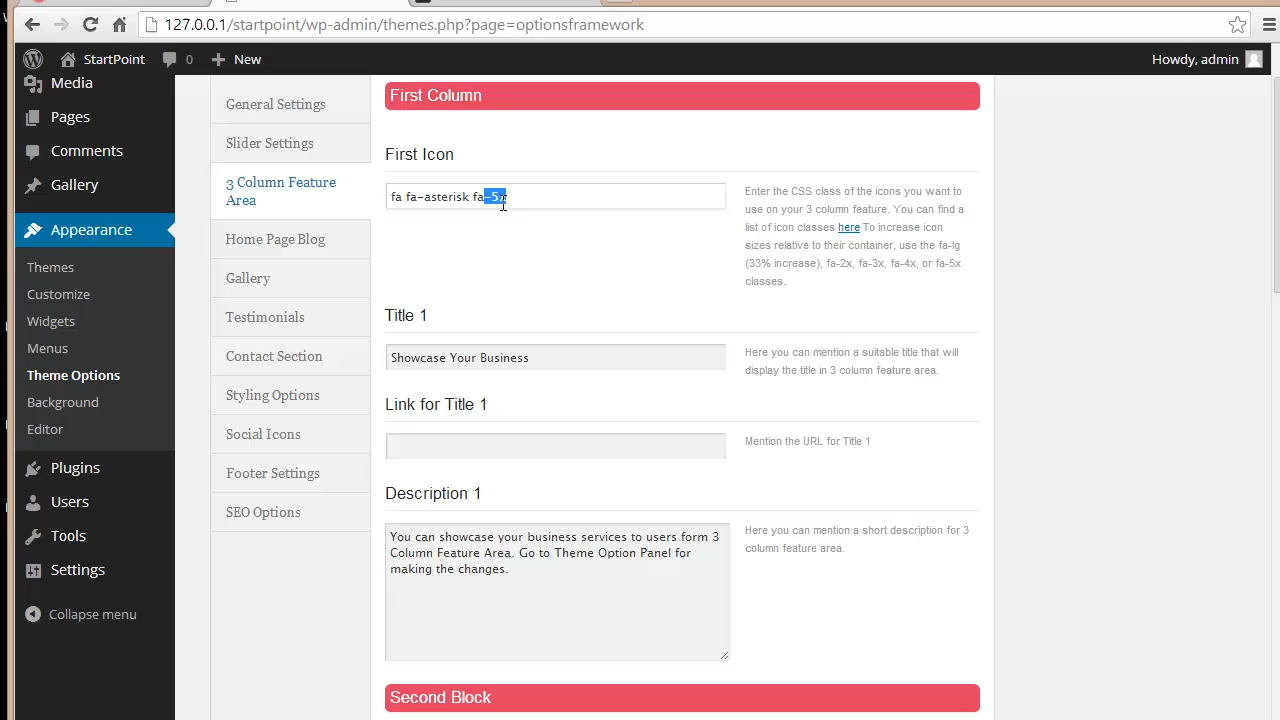 127.0.0.1/startpoint/wp-admin/themes.php?page=optionsframework
StartPoint 0 New Howdy, admin
Media
Pages
Comments
Gallery
Appearance
Themes
Customize
Widgets
Menus
Theme Options
Background
Editor
Plugins
Users
Tools
Settings
Collapse menu
General Settings
Slider Settings
3 Column Feature
Area
Home Page Blog
Gallery
Testimonials
Contact Section
Styling Options
Social Icons
Footer Settings
SEO Options
First Column
First Icon
fa fa-asterisk fa-5x
Enter the CSS class of the icons you want to
use on your 3 column feature. You can find a
list of icon classes here To increase icon
sizes relative to their container, use the fa-lg
(33% increase), fa-2x, fa-3x, fa-4x, or fa-5x
classes.
Title 1
Showcase Your Business
Here you can mention a suitable title that will
display the title in 3 column feature area.
Link for Title 1
Mention the URL for Title 1
Description 1
You can showcase your business services to users form 3
Column Feature Area. Go to Theme Option Panel for
making the changes.
Here you can mention a short description for 3
column feature area.
Second Block